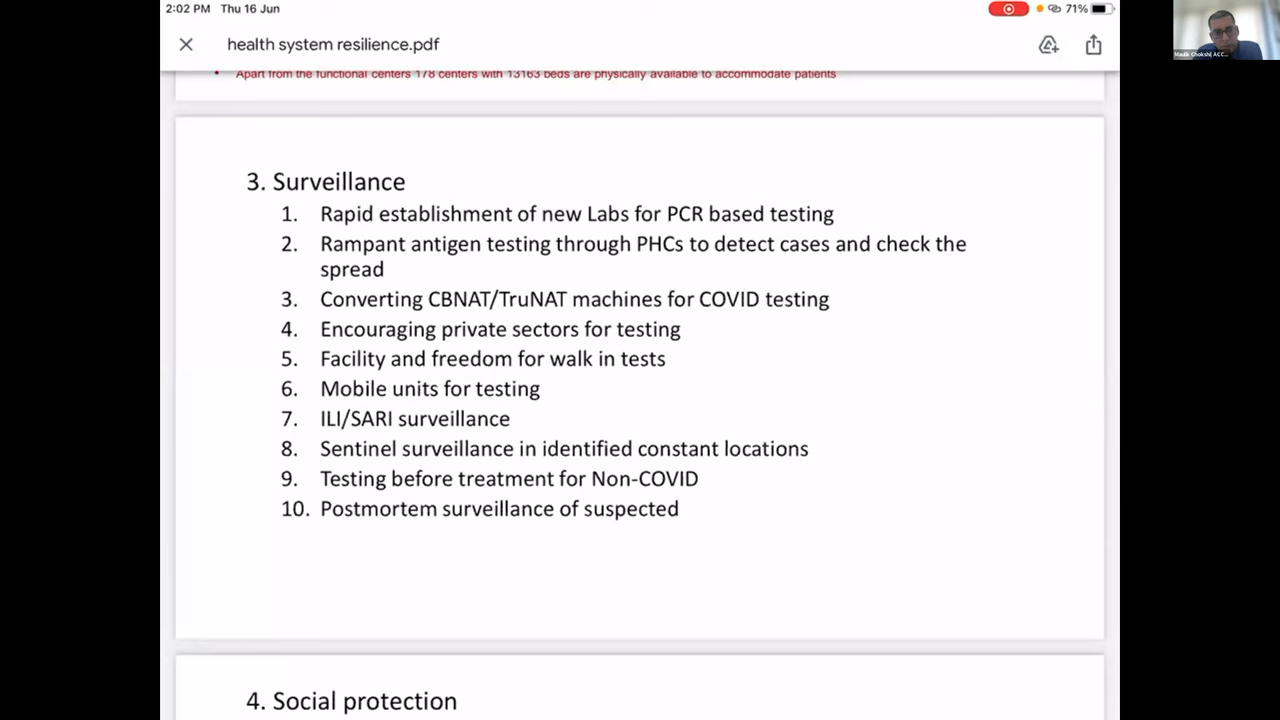 2:02 PM Thu 16 Jun
71%
health system resilience.pdf
Maulik Chokshi( ACC...
• Apart from the functional centers 178 centers with 13163 beds are physically available to accommodate patients
3. Surveillance
1. Rapid establishment of new Labs for PCR based testing
2. Rampant antigen testing through PHCs to detect cases and check the
spread
3. Converting CBNAT/TruNAT machines for COVID testing
4. Encouraging private sectors for testing
5. Facility and freedom for walk in tests
6. Mobile units for testing
7. ILI/SARI surveillance
8. Sentinel surveillance in identified constant locations
9. Testing before treatment for Non-COVID
10. Postmortem surveillance of suspected
4. Social protection